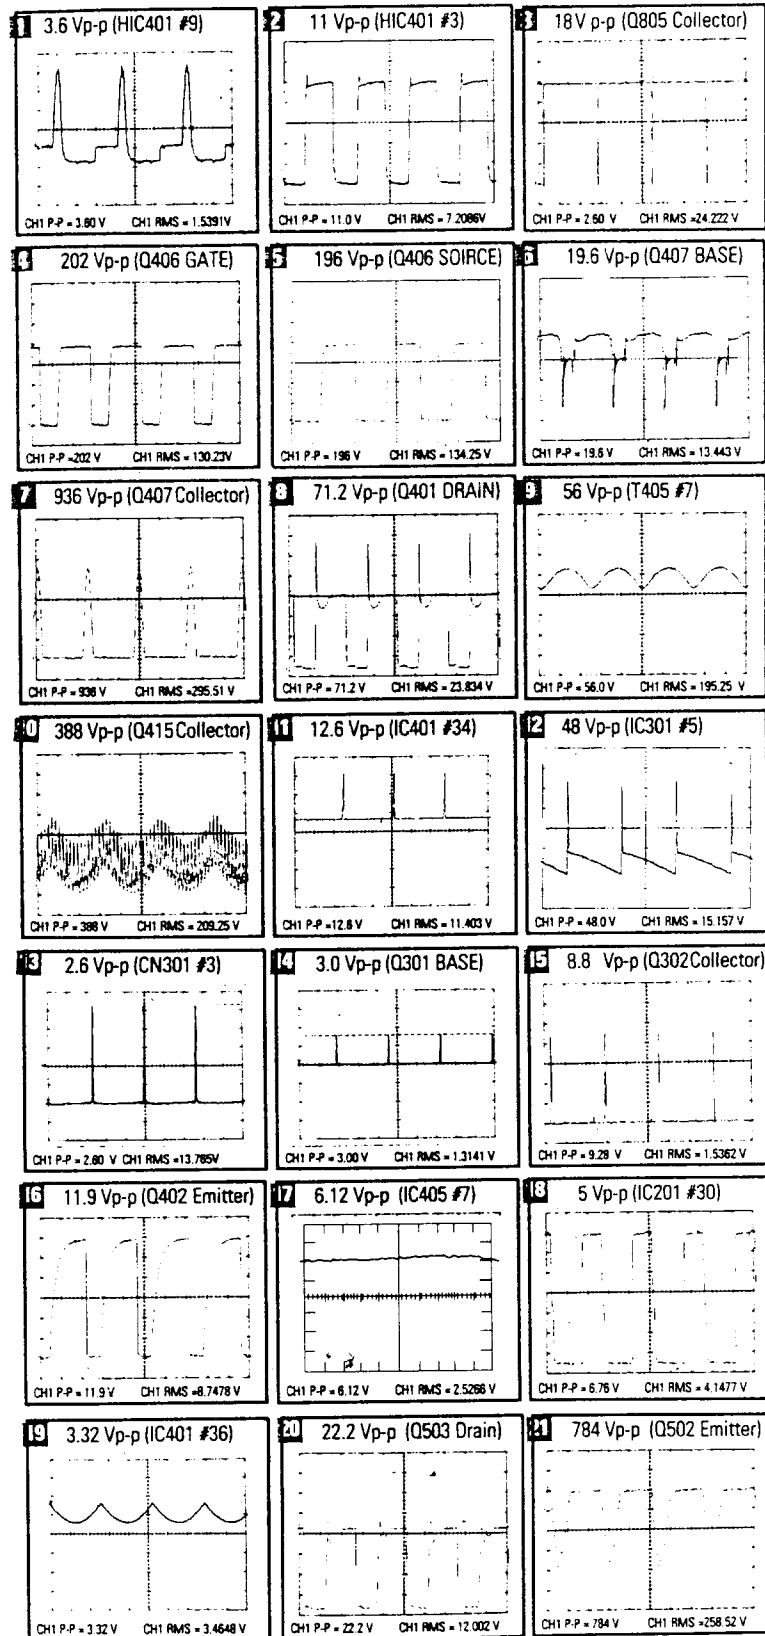 1 3.6 Vp-p (HIC401 #9)
CH1 P-P = 3.60 V CH1 RMS = 1.5391V
2 11 Vp-p (HIC401 #3)
CH1 P-P = 11.0 V CH1 RMS = 7.2086V
3 18V p-p (Q805 Collector)
CH1 P-P = 2.60 V CH1 RMS =24.222 V
4 202 Vp-p (Q406 GATE)
CH1 P-P =202 V CH1 RMS = 130.23V
5 196 Vp-p (Q406 SOIRCE)
CH1 P-P = 196 V CH1 RMS = 134.25 V
6 19.6 Vp-p (Q407 BASE)
CH1 P-P = 19.6 V CH1 RMS = 13.443 V
7 936 Vp-p (Q407 Collector)
CH1 P-P = 936 V CH1 RMS =295.51 V
8 71.2 Vp-p (Q401 DRAIN)
CH1 P-P = 71.2 V CH1 RMS = 23.834 V
9 56 Vp-p (T405 #7)
CH1 P-P = 56.0 V CH1 RMS = 195.25 V
10 388 Vp-p (Q415 Collector)
CH1 P-P = 388 V CH1 RMS = 209.25 V
11 12.6 Vp-p (IC401 #34)
CH1 P-P =12.6 V CH1 RMS = 11.403 V
12 48 Vp-p (IC301 #5)
CH1 P-P = 48.0 V CH1 RMS = 15.157 V
13 2.6 Vp-p (CN301 #3)
CH1 P-P = 2.60 V CH1 RMS =13.765V
14 3.0 Vp-p (Q301 BASE)
CH1 P-P = 3.00 V CH1 RMS = 1.3141 V
15 8.8 Vp-p (Q302 Collector)
CH1 P-P = 9.28 V CH1 RMS = 1.5362 V
16 11.9 Vp-p (Q402 Emitter)
CH1 P-P = 11.9 V CH1 RMS =8.7478 V
17 6.12 Vp-p (IC405 #7)
CH1 P-P = 6.12 V CH1 RMS = 2.5266 V
18 5 Vp-p (IC201 #30)
CH1 P-P = 6.76 V CH1 RMS = 4.1477 V
19 3.32 Vp-p (IC401 #36)
CH1 P-P = 3.32 V CH1 RMS = 3.4648 V
20 22.2 Vp-p (Q503 Drain)
CH1 P-P = 22.2 V CH1 RMS = 12.002 V
21 784 Vp-p (Q502 Emitter)
CH1 P-P = 784 V CH1 RMS =258.52 V